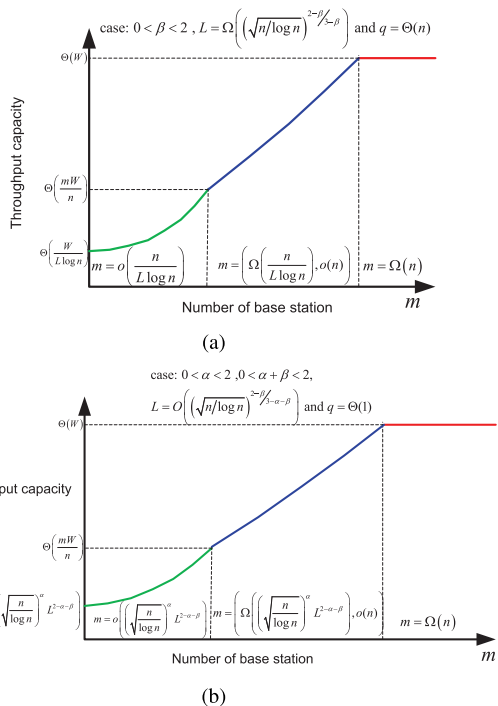 (a)
case: 0 < β < 2 , L = Ω((√n/log n)^{2−β/3−β}) and q = Θ(n)
Θ(W)
Throughput capacity
Θ(mW/n)
Θ(W/(L log n))
m = o(n/(L log n))
m = (Ω(n/(L log n)), o(n))
m = Ω(n)
Number of base station
m
(a)
case: 0 < α < 2 ,0 < α + β < 2,
L = O((√n/log n)^{2−β/3−α−β}) and q = Θ(1)
Θ(W)
put capacity
Θ(mW/n)
(√(n/log n))^α L^{2−α−β})
m = o((√(n/log n))^α L^{2−α−β})
m = (Ω((√(n/log n))^α L^{2−α−β}), o(n))
m = Ω(n)
Number of base station
m
(b)